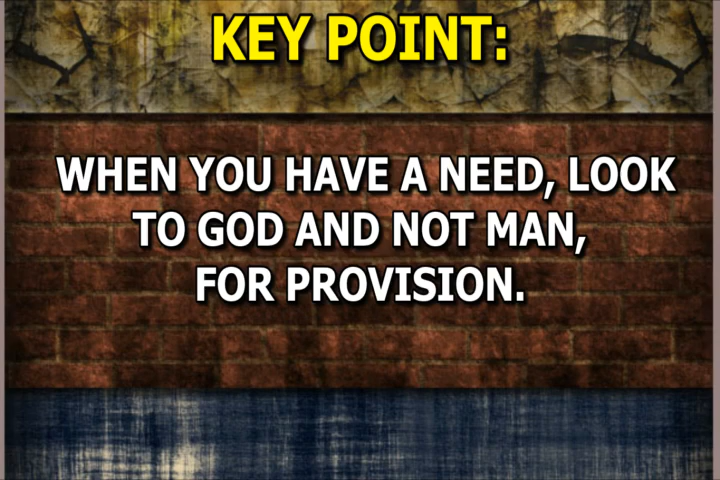 KEY POINT:
WHEN YOU HAVE A NEED, LOOK
TO GOD AND NOT MAN,
FOR PROVISION.